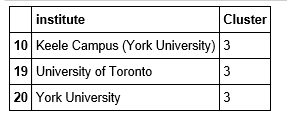 institute Cluster
10 Keele Campus (York University) 3
19 University of Toronto 3
20 York University 3